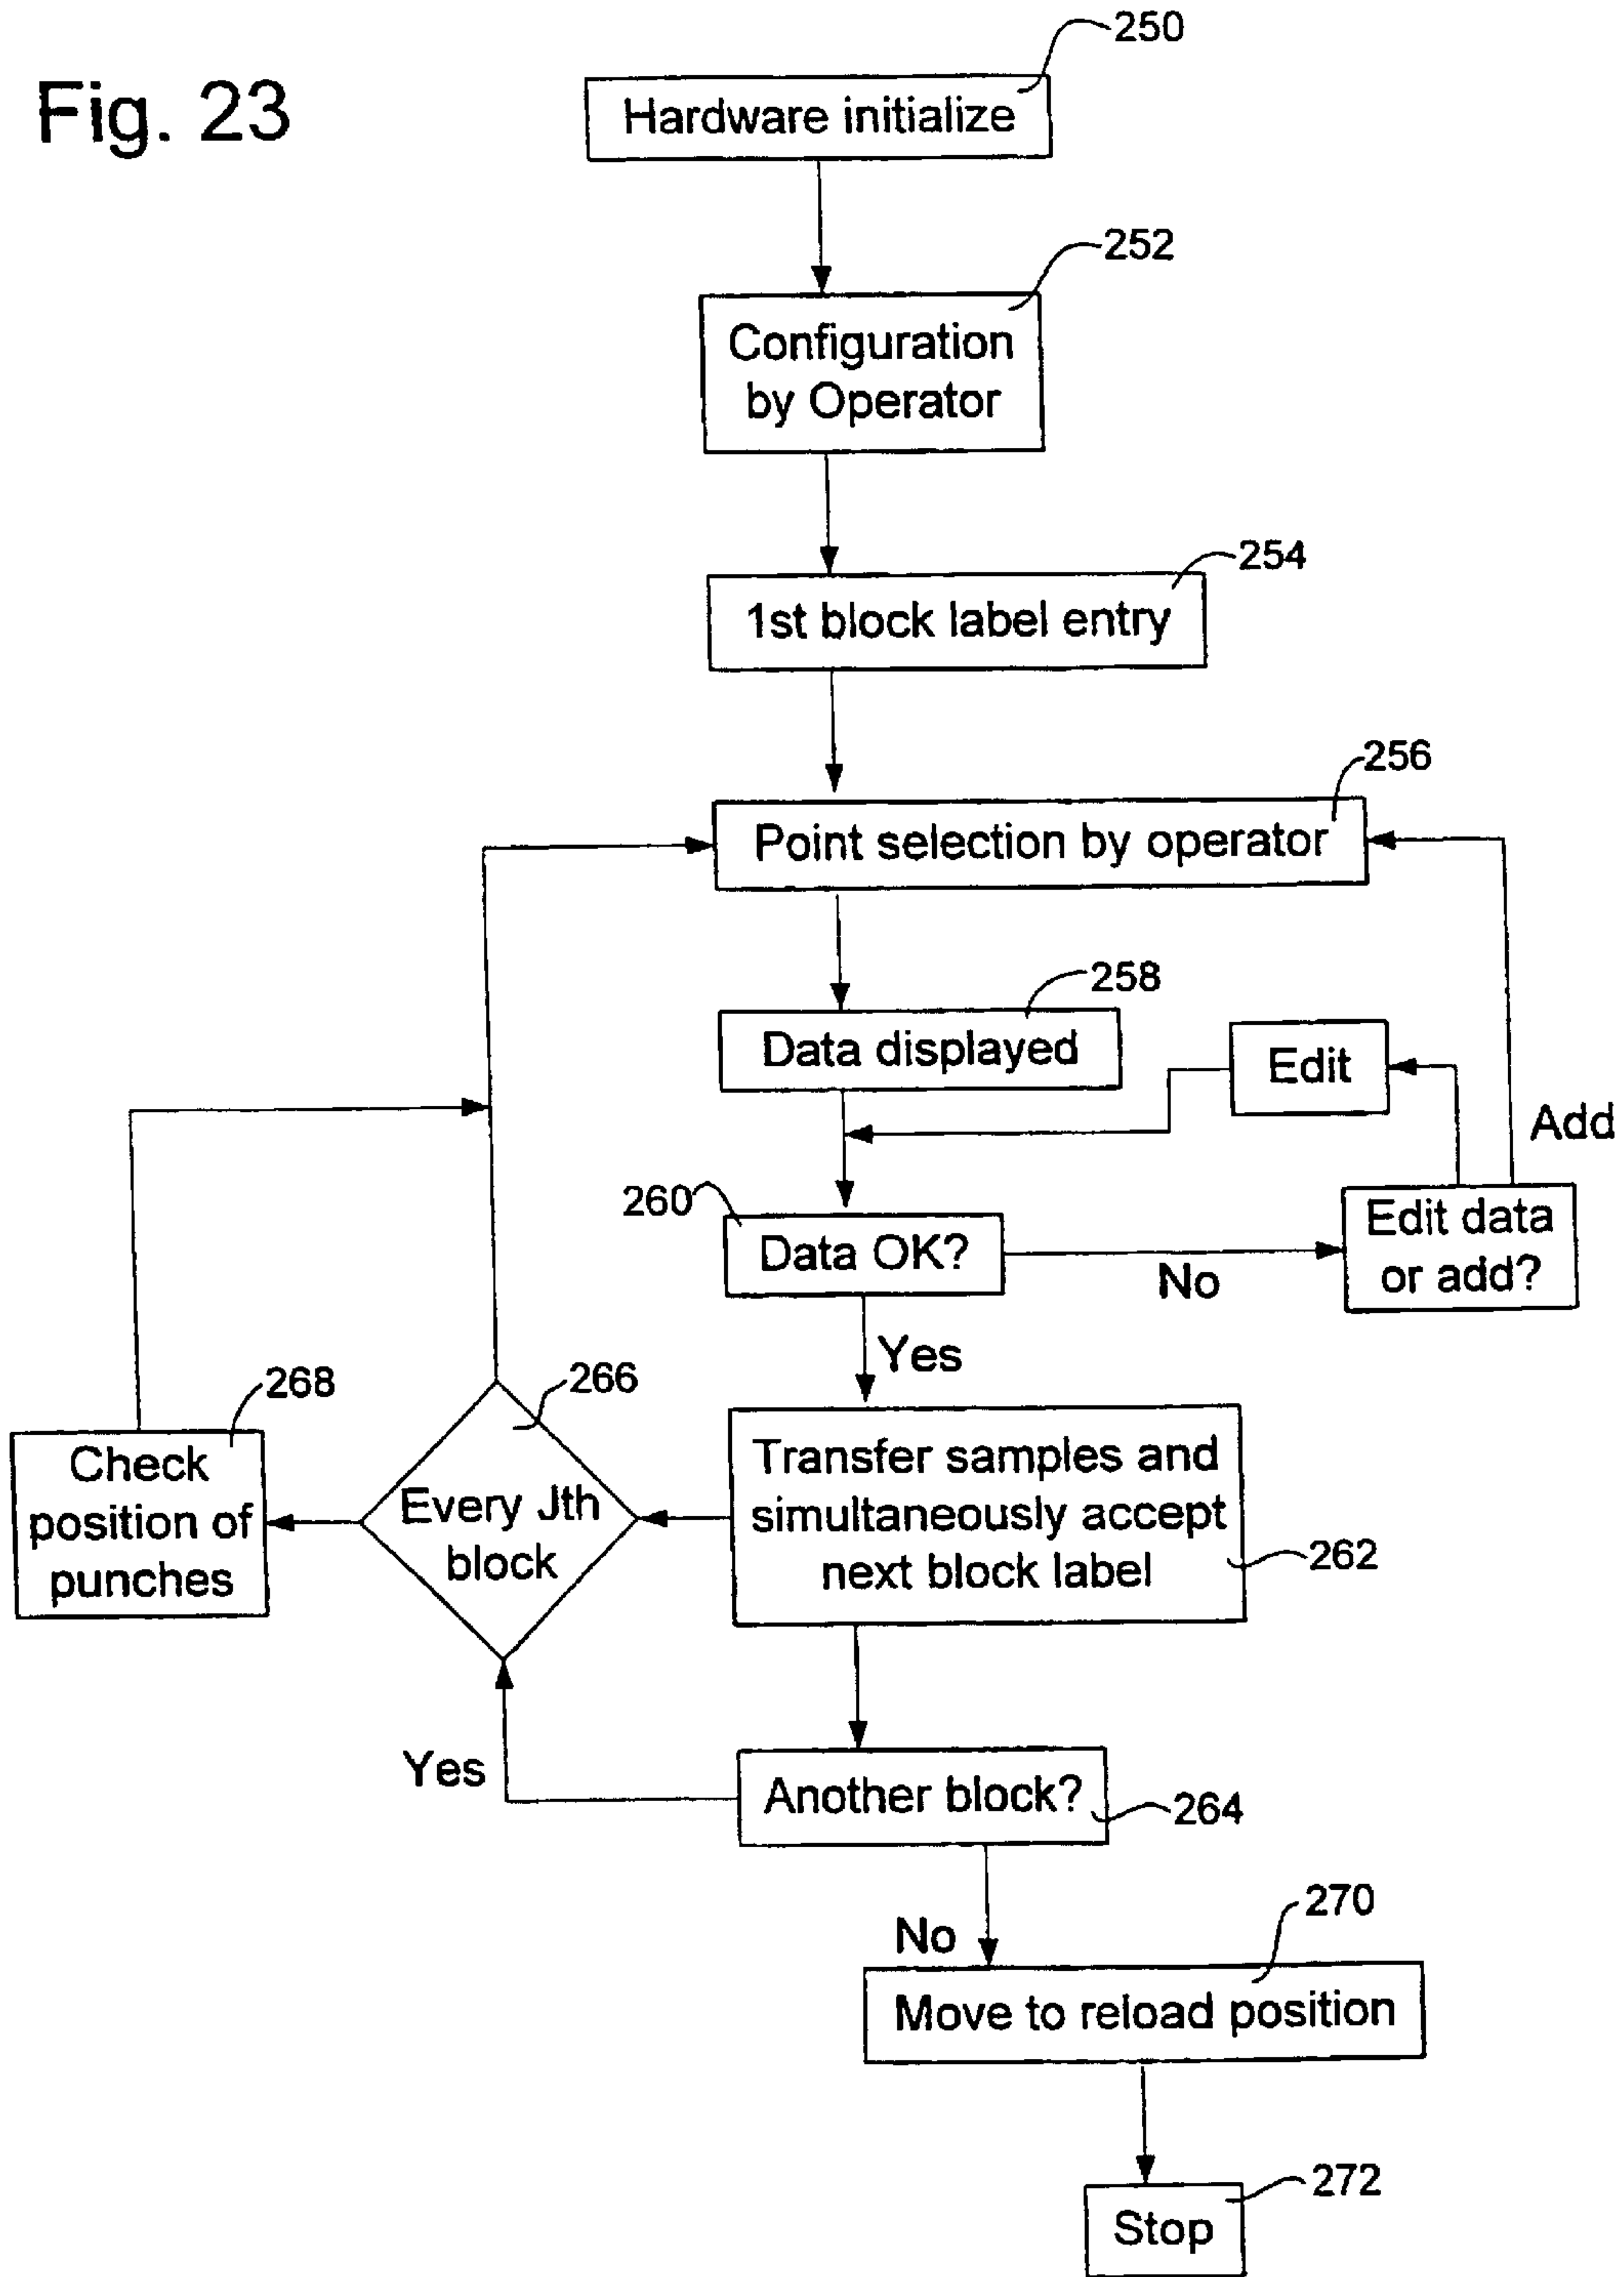 Fig. 23
250
Hardware initialize
252
Configuration
by Operator
254
1st block label entry
256
Point selection by operator
258
Data displayed
Edit
Add
260
Data OK?
No
Edit data
or add?
Yes
268
266
Check
position of
punches
Every Jth
block
Transfer samples and
simultaneously accept
next block label
262
Yes
Another block?
264
No
270
Move to reload position
272
Stop